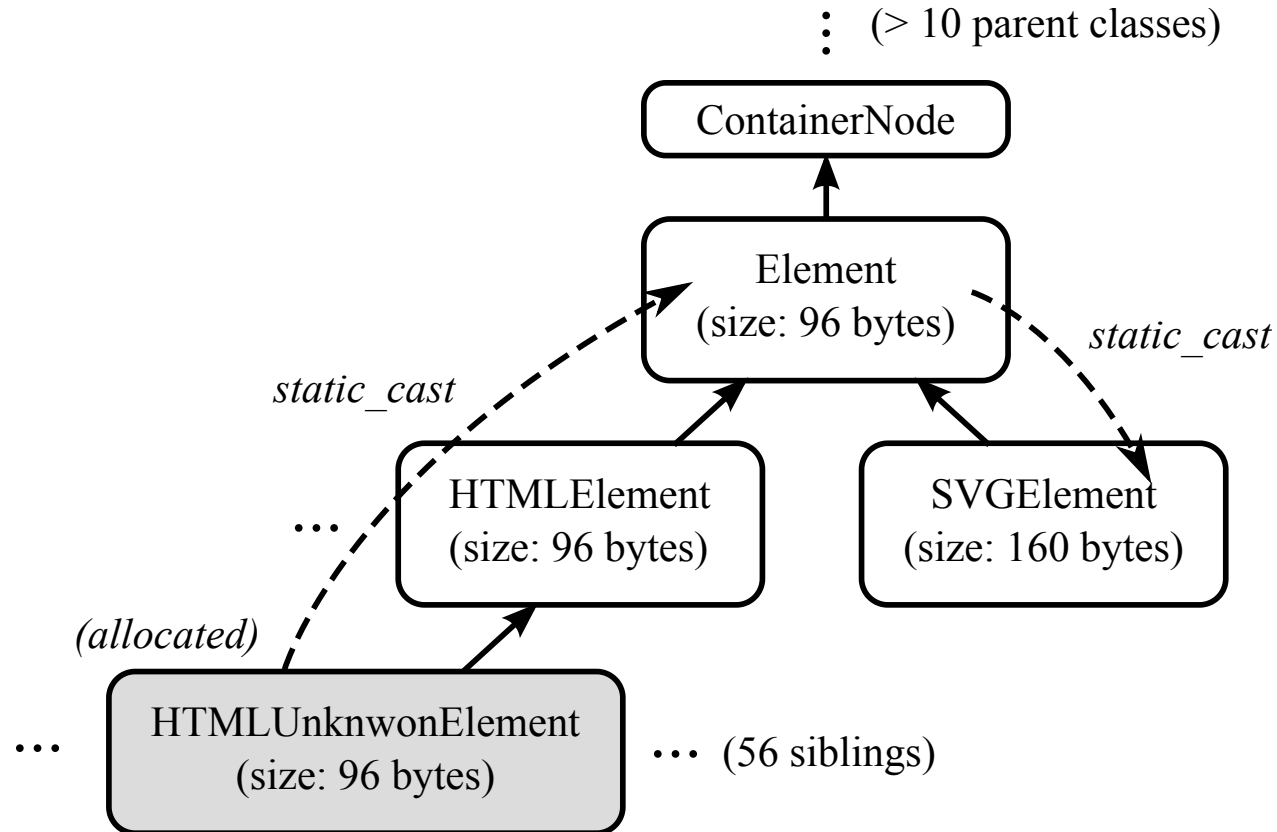 ⋮ (> 10 parent classes)
ContainerNode
Element
(size: 96 bytes)
static_cast
static_cast
HTMLElement
(size: 96 bytes)
SVGElement
(size: 160 bytes)
...
(allocated)
HTMLUnknwonElement
(size: 96 bytes)
...
... (56 siblings)